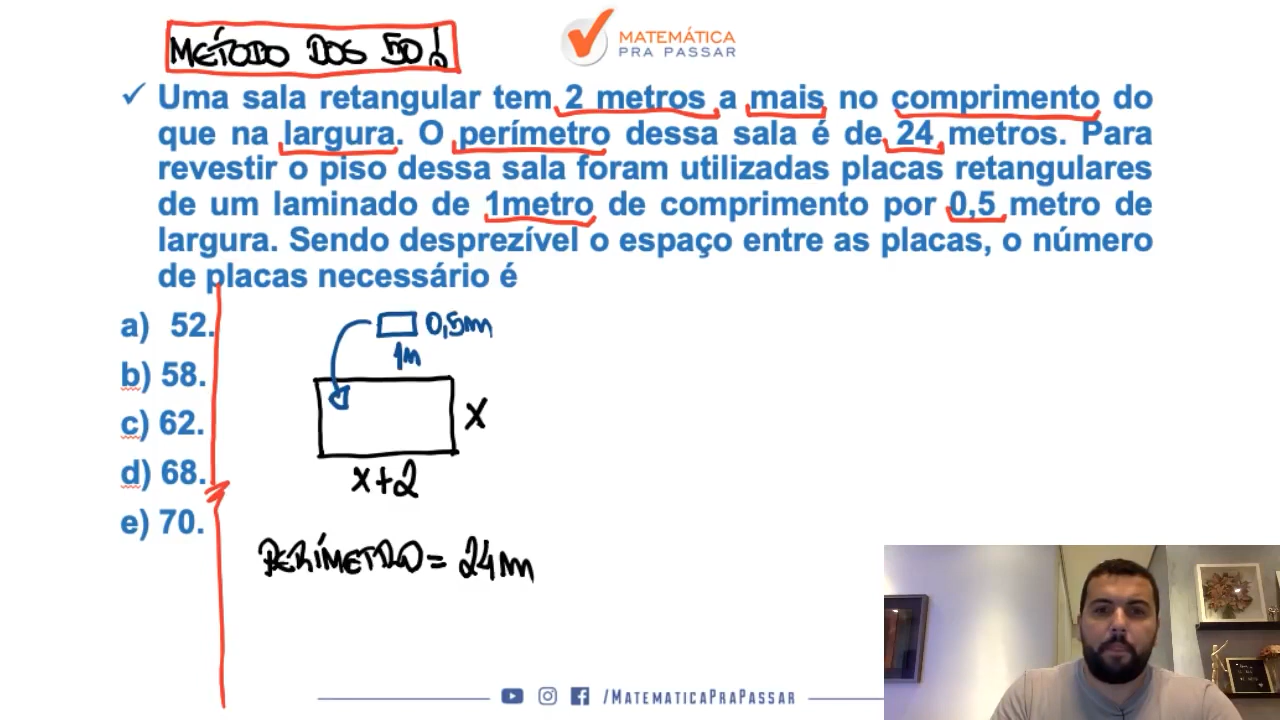 MÉTODO DOS 50!
MATEMÁTICA
PRA PASSAR
✓ Uma sala retangular tem 2 metros a mais no comprimento do
que na largura. O perímetro dessa sala é de 24 metros. Para
revestir o piso dessa sala foram utilizadas placas retangulares
de um laminado de 1metro de comprimento por 0,5 metro de
largura. Sendo desprezível o espaço entre as placas, o número
de placas necessário é
a) 52.
b) 58.
c) 62.
d) 68.
e) 70.
0,5m
1m
x
x+2
PERÍMETRO = 24m
/MATEMATICAPRAPASSAR